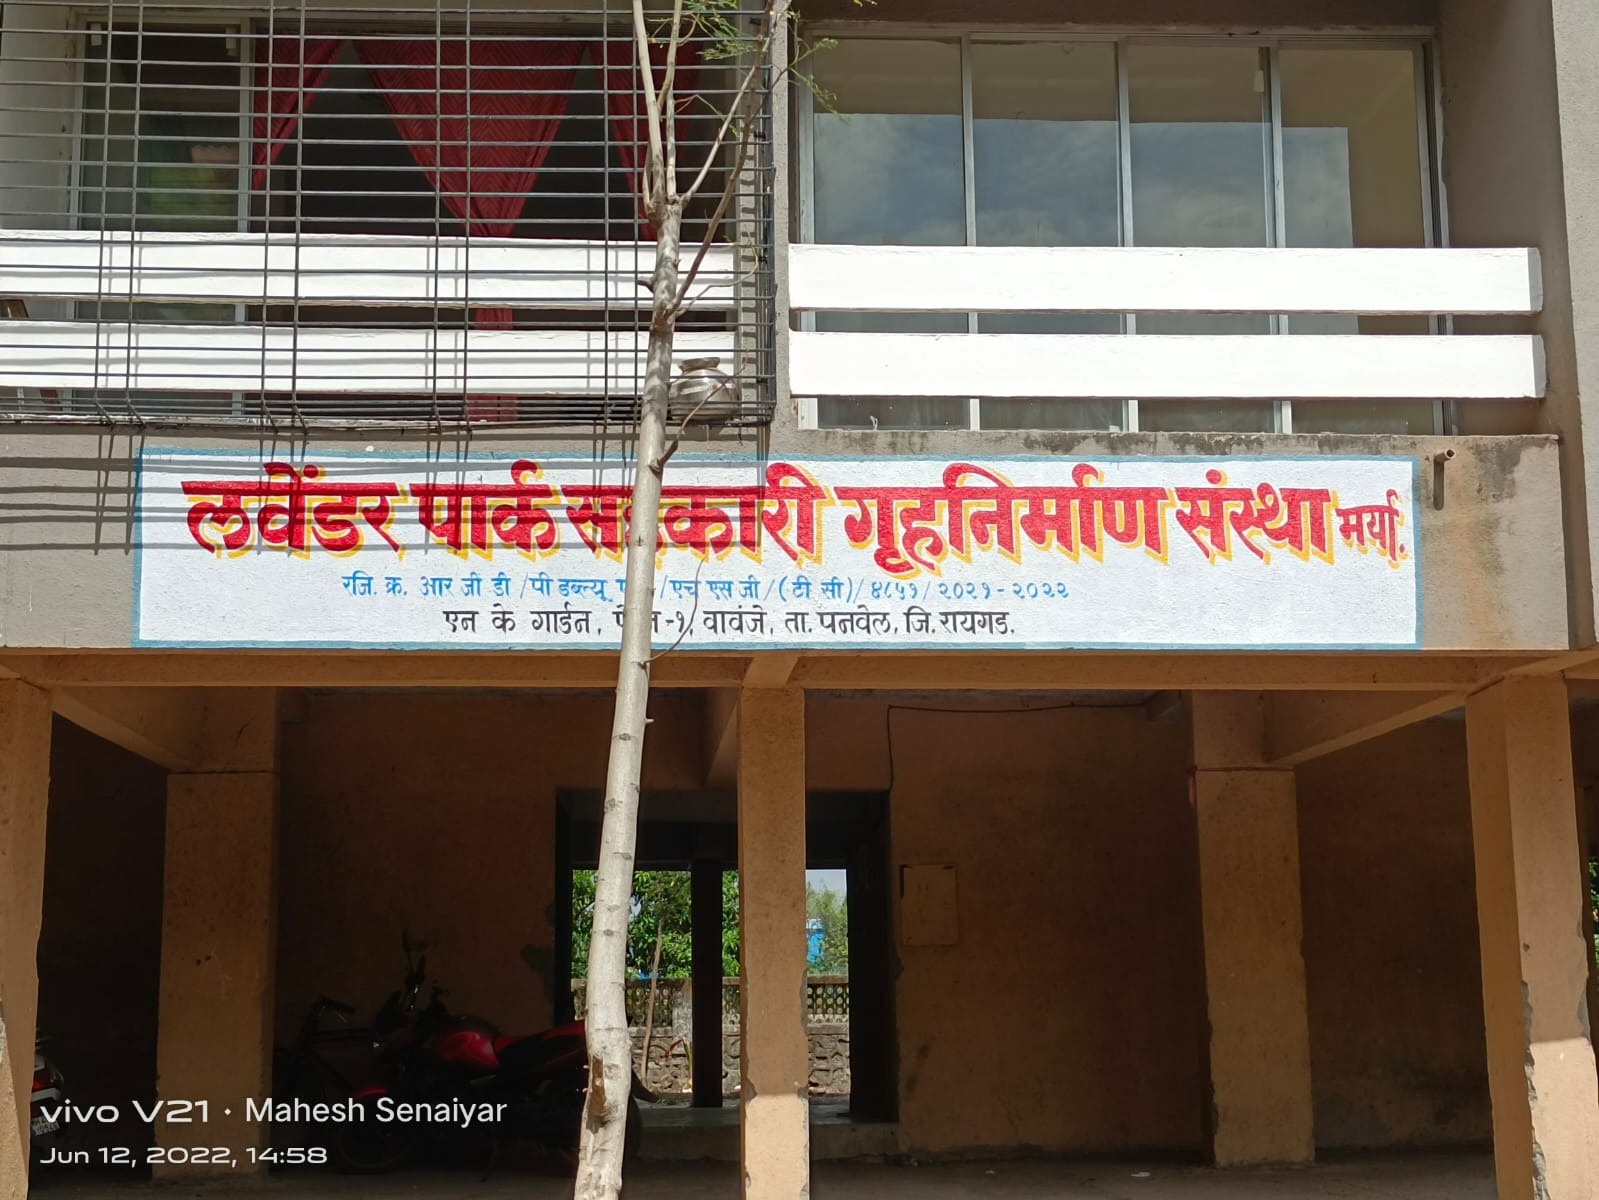 लवेंडर पार्क सहकारी गृहनिर्माण संस्था मर्या.
रजि. क्र. आर जी डी /पी डब्ल्यू /एच एस जी /(टी सी)/ ४८५१/ २०२१-२०२२
एन के गार्डन, -१, वावंजे, ता. पनवेल, जि. रायगड.
vivo V21 · Mahesh Senaiyar
Jun 12, 2022, 14:58